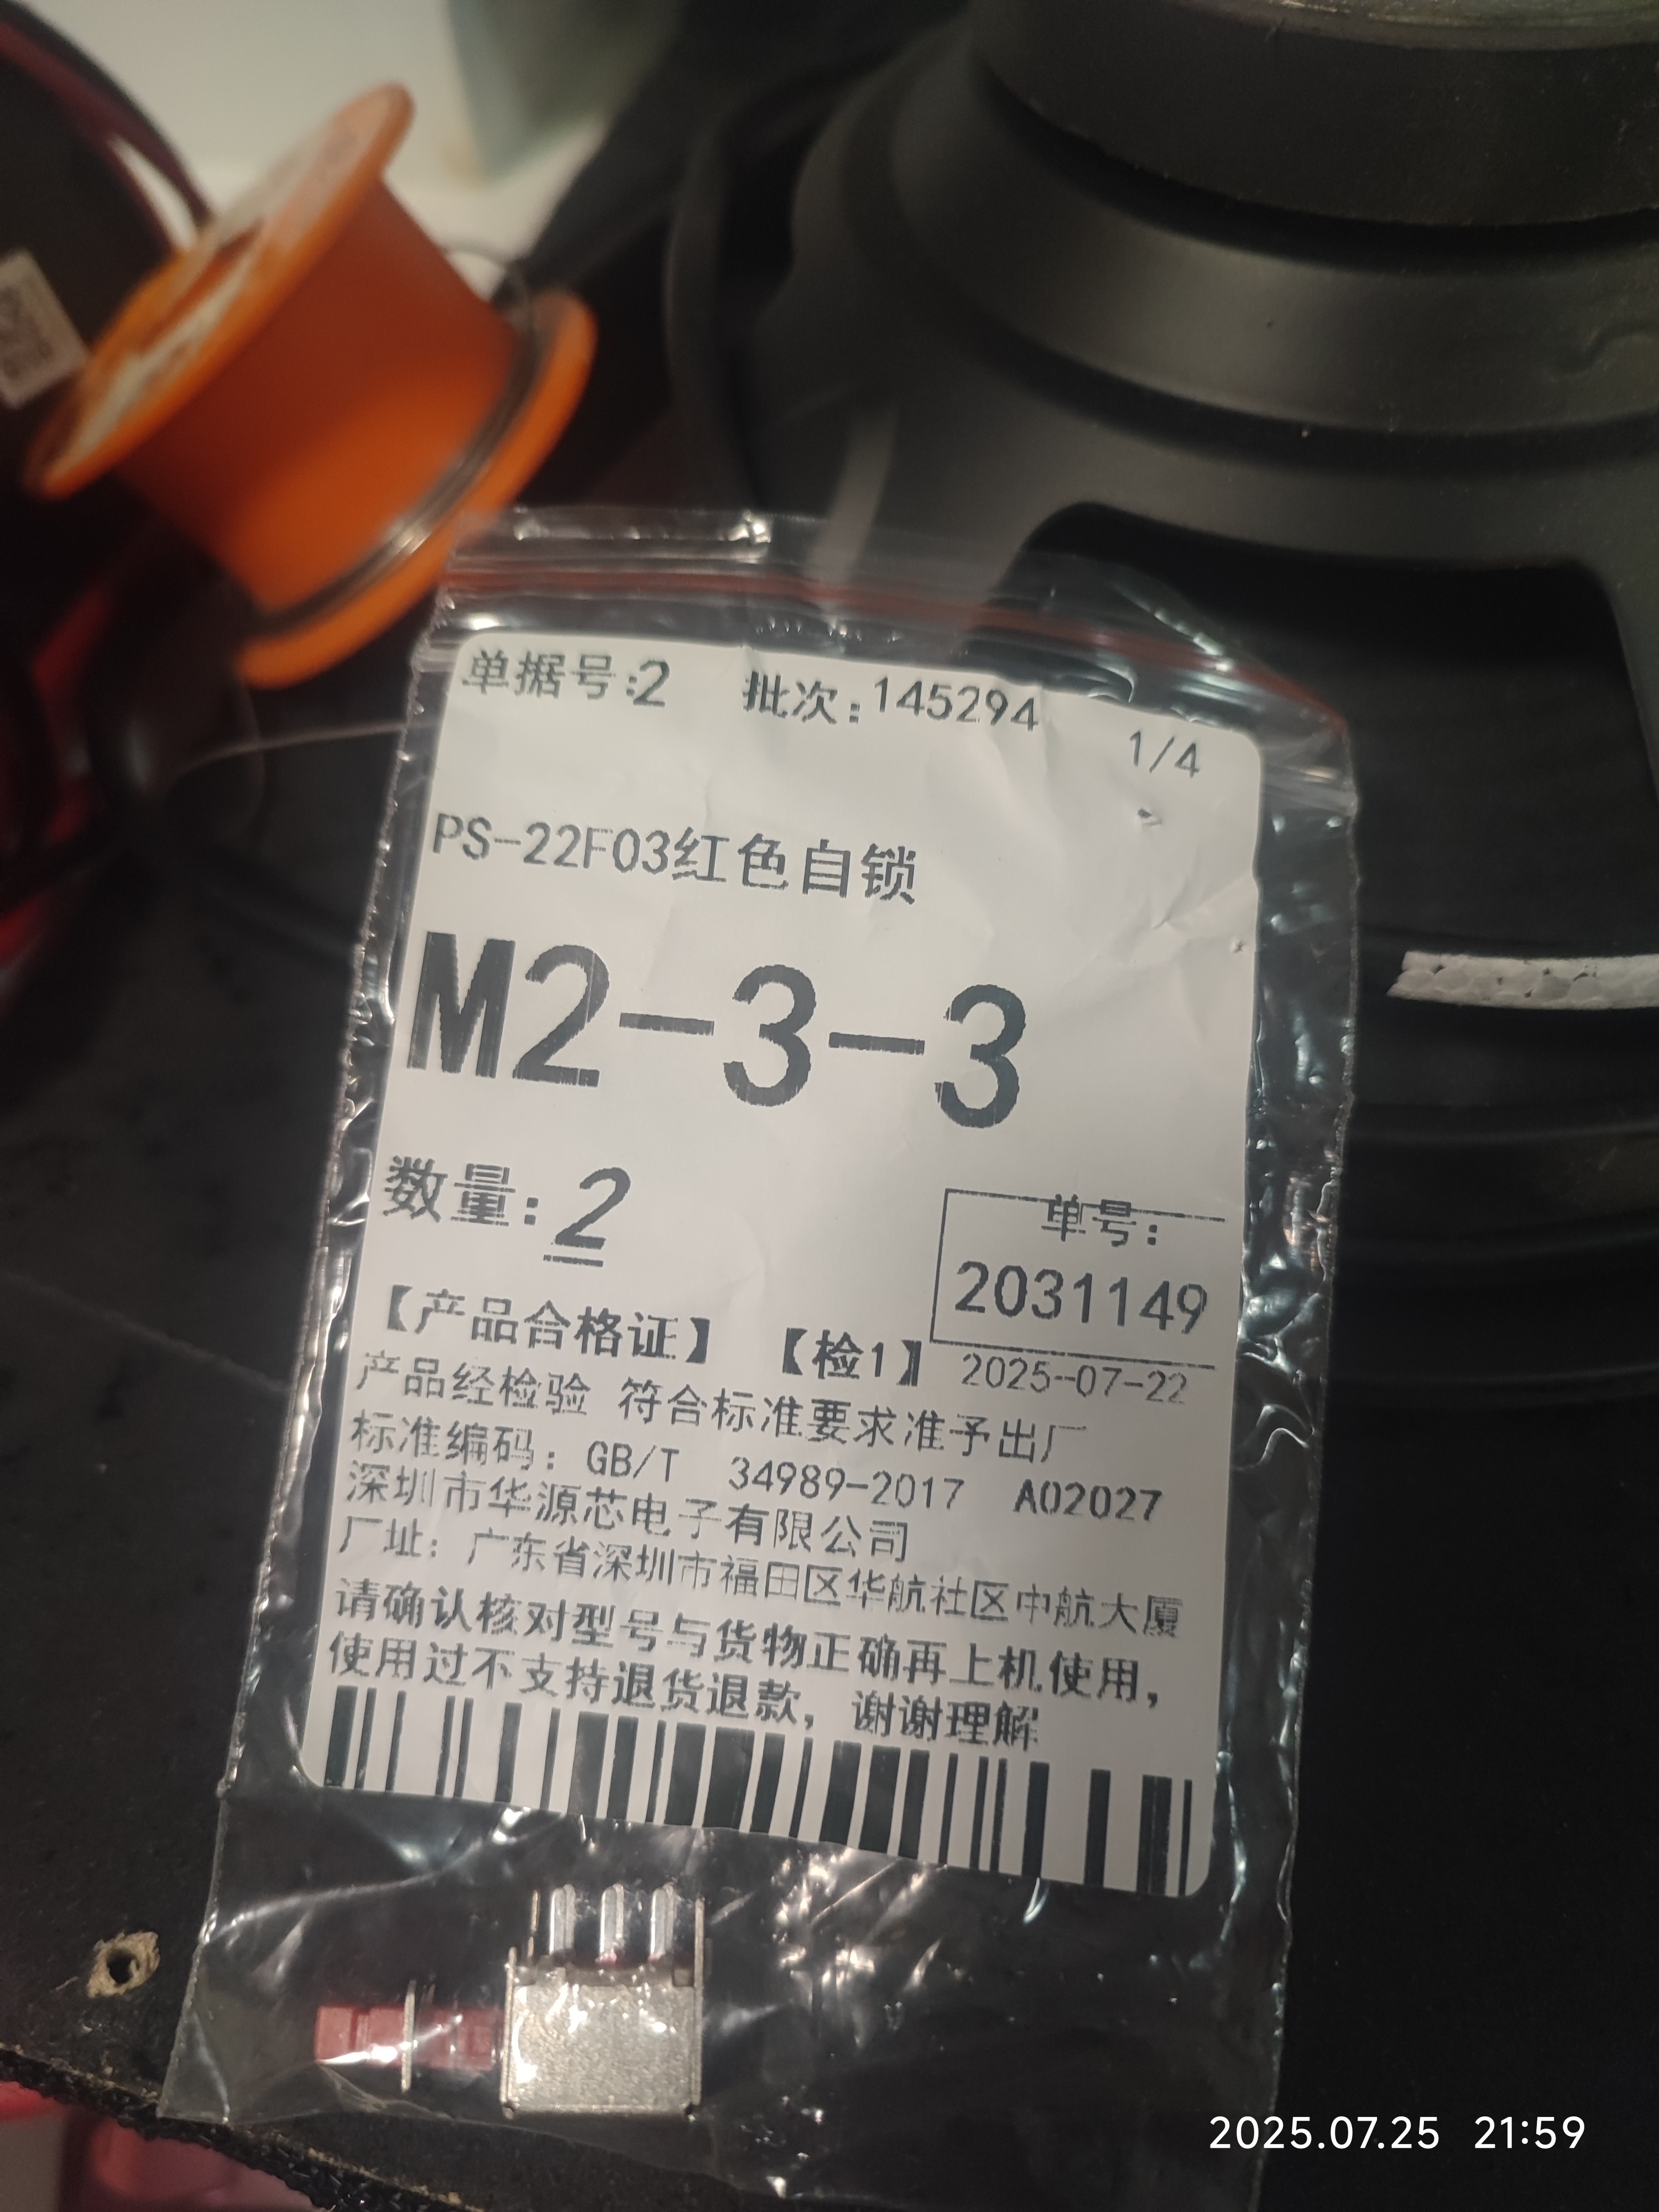 单据号:2 批次:145294
1/4
PS-22F03红色自锁
M2-3-3
数量:2
单号:
2031149
【产品合格证】 【检1】 2025-07-22
产品经检验 符合标准要求准予出厂
标准编码: GB/T 34989-2017 A02027
深圳市华源芯电子有限公司
厂址: 广东省深圳市福田区华航社区中航大厦
请确认核对型号与货物正确再上机使用,
使用过不支持退货退款, 谢谢理解
2025.07.25 21:59